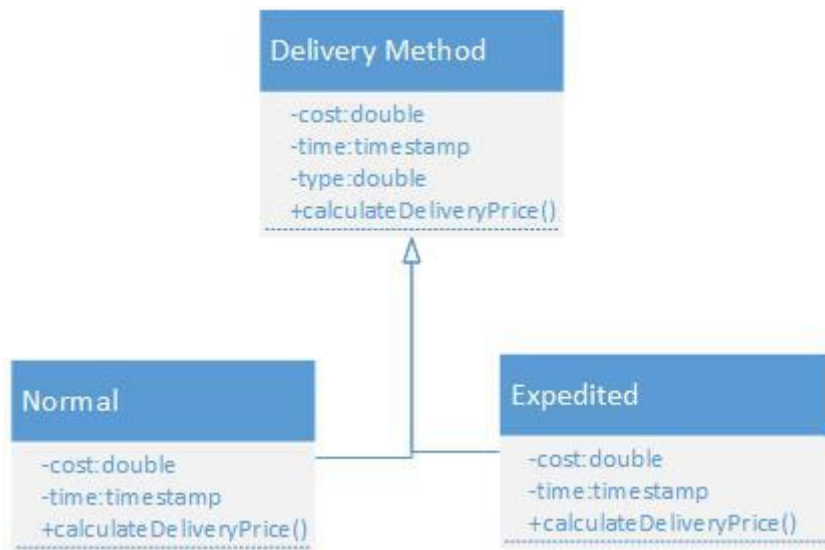 Delivery Method
-cost:double
-time:timestamp
-type:double
+calculateDeliveryPrice()
Normal
-cost:double
-time:timestamp
+calculateDeliveryPrice()
Expedited
-cost:double
-time:timestamp
+calculateDeliveryPrice()